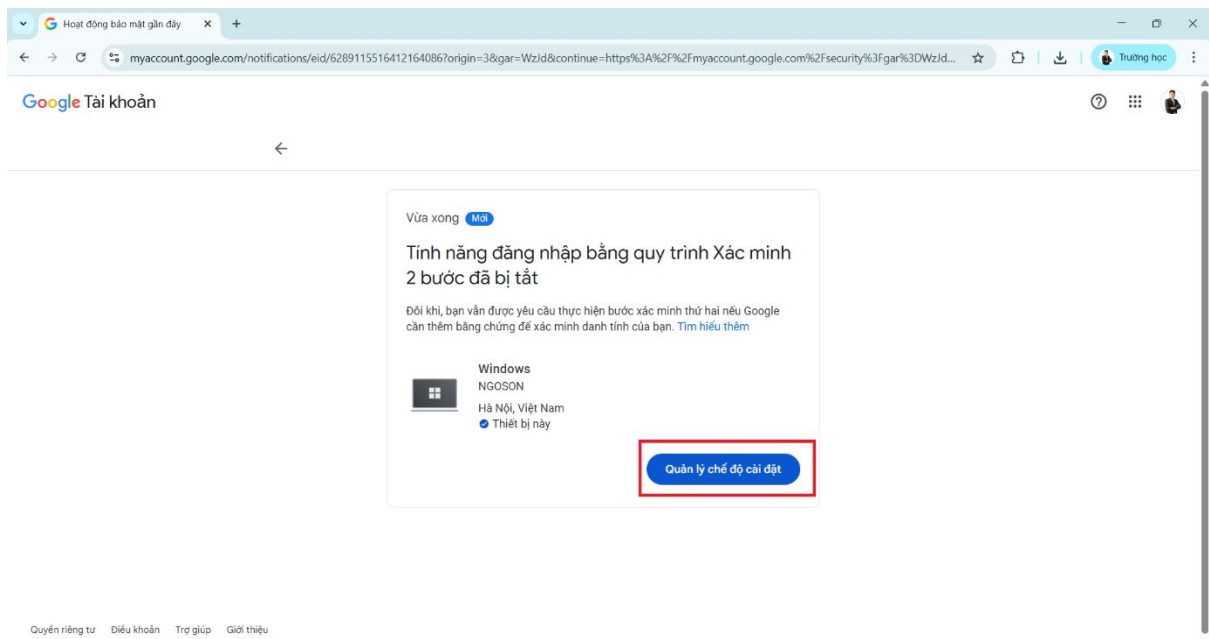 Hoạt động bảo mật gần đây
myaccount.google.com/notifications/eid/6289115516412164086?origin=3&gar=WzJd&continue=https%3A%2F%2Fmyaccount.google.com%2Fsecurity%3Fgar%3DWzJd...
Trường học
Google Tài khoản
Vừa xong Mới
Tính năng đăng nhập bằng quy trình Xác minh
2 bước đã bị tắt
Đôi khi, bạn vẫn được yêu cầu thực hiện bước xác minh thứ hai nếu Google
cần thêm bằng chứng để xác minh danh tính của bạn. Tìm hiểu thêm
Windows
NGOSON
Hà Nội, Việt Nam
Thiết bị này
Quản lý chế độ cài đặt
Quyền riêng tư Điều khoản Trợ giúp Giới thiệu